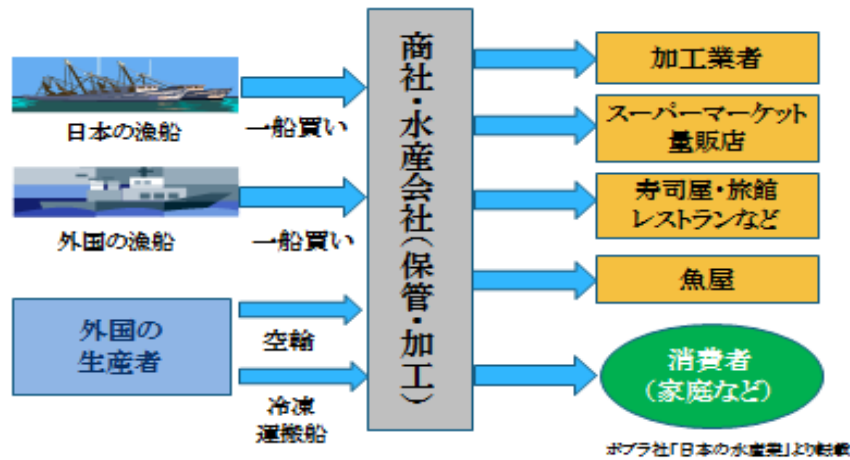 日本の漁船
一船買い
外国の漁船
一船買い
外国の
生産者
空輸
冷凍
運搬船
商社・水産会社(保管・加工)
加工業者
スーパーマーケット
量販店
寿司屋・旅館
レストランなど
魚屋
消費者
(家庭など)
ポプラ社「日本の水産業」より転載